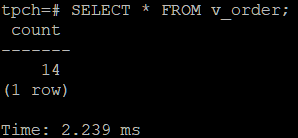 tpch=# SELECT * FROM v_order;
 count
-------
    14
(1 row)

Time: 2.239 ms